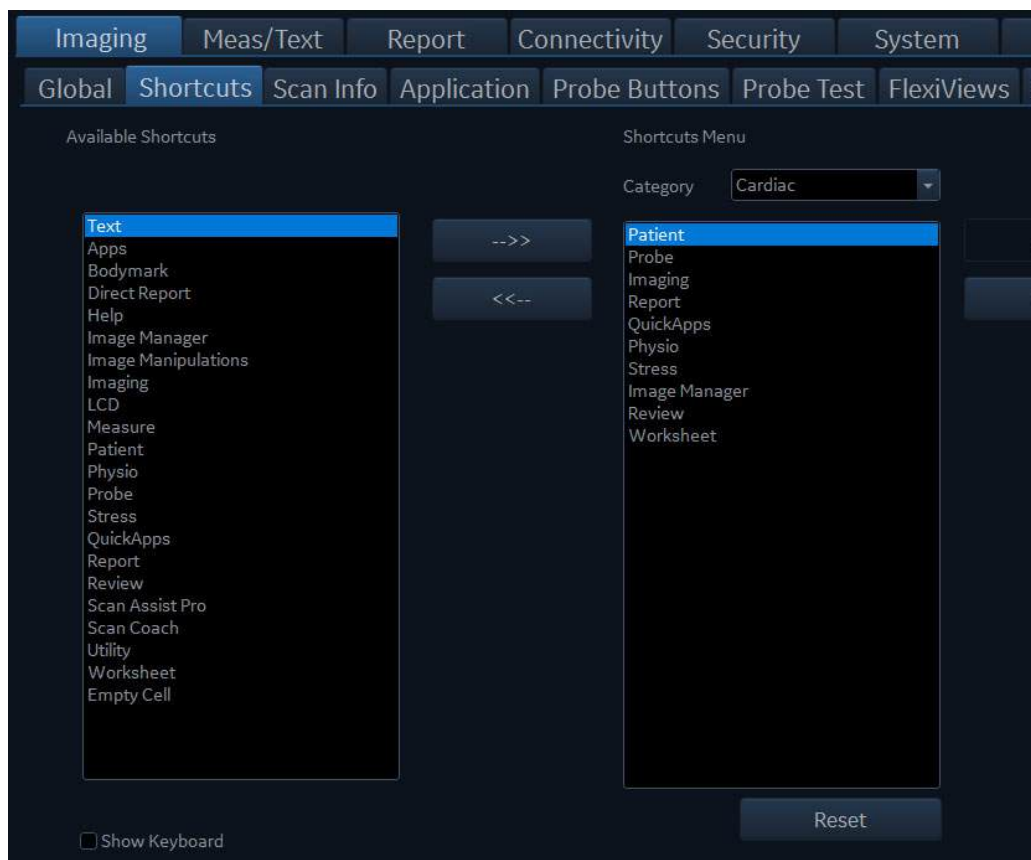 Imaging Meas/Text Report Connectivity Security System
Global Shortcuts Scan Info Application Probe Buttons Probe Test FlexiViews
Available Shortcuts
Text
Apps
Bodymark
Direct Report
Help
Image Manager
Image Manipulations
Imaging
LCD
Measure
Patient
Physio
Probe
Stress
QuickApps
Report
Review
Scan Assist Pro
Scan Coach
Utility
Worksheet
Empty Cell
Show Keyboard
-->>
<<--
Shortcuts Menu
Category Cardiac
Patient
Probe
Imaging
Report
QuickApps
Physio
Stress
Image Manager
Review
Worksheet
Reset